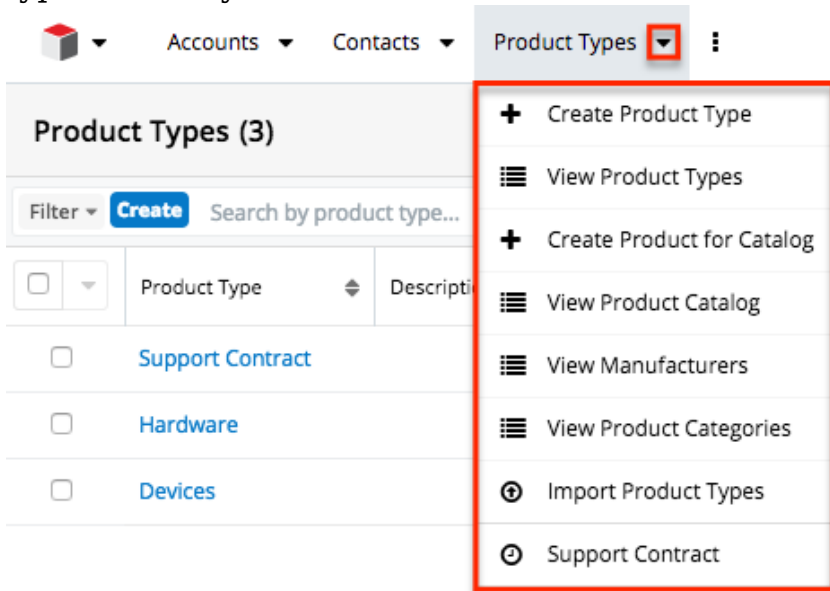 Accounts Contacts Product Types
Product Types (3)
Filter Create Search by product type...
Product Type Descripti
Support Contract
Hardware
Devices
Create Product Type
View Product Types
Create Product for Catalog
View Product Catalog
View Manufacturers
View Product Categories
Import Product Types
Support Contract